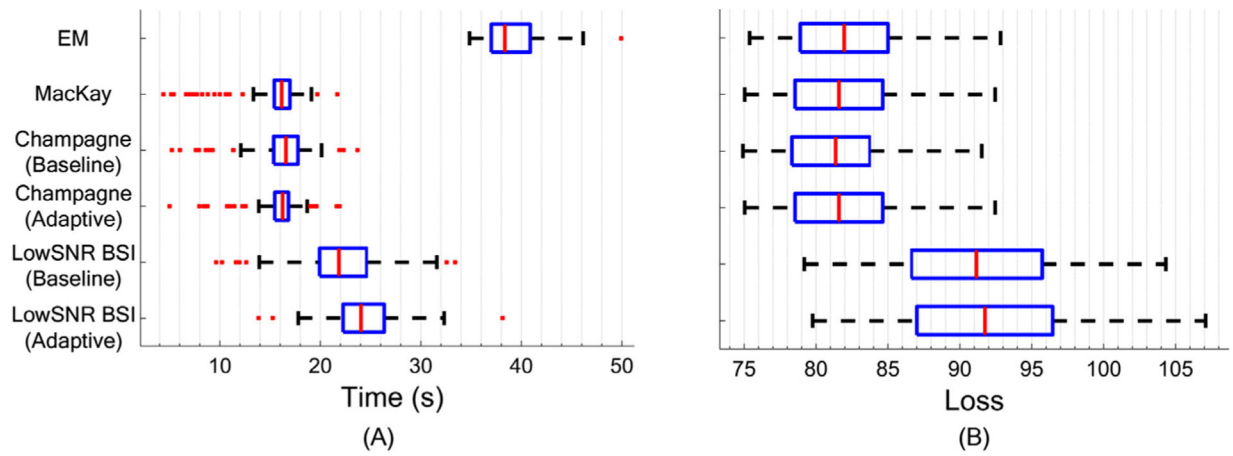 EM
MacKay
Champagne
(Baseline)
Champagne
(Adaptive)
LowSNR BSI
(Baseline)
LowSNR BSI
(Adaptive)
10 20 30 40 50
Time (s)
(A)
75 80 85 90 95 100 105
Loss
(B)